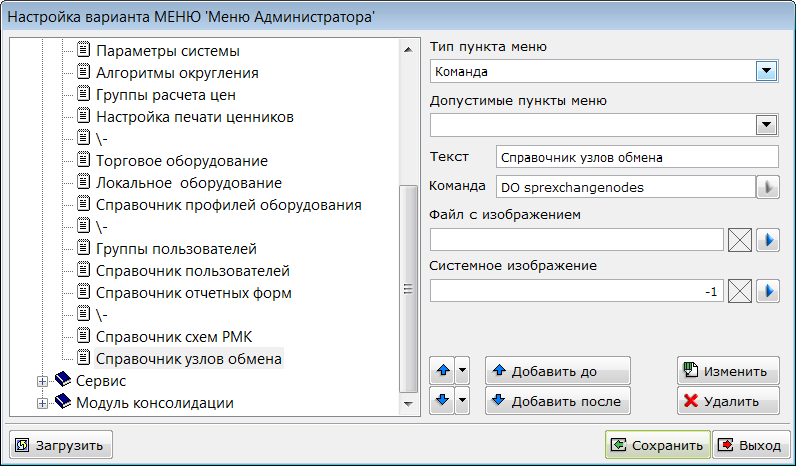 Настройка варианта МЕНЮ 'Меню Администратора'
Параметры системы
Алгоритмы округления
Группы расчета цен
Настройка печати ценников
\-
Торговое оборудование
Локальное  оборудование
Справочник профилей оборудования
\-
Группы пользователей
Справочник пользователей
Справочник отчетных форм
\-
Справочник схем РМК
Справочник узлов обмена
Сервис
Модуль консолидации
Тип пункта меню
Команда
Допустимые пункты меню
Текст Справочник узлов обмена
Команда DO sprexchangenodes
Файл с изображением
Системное изображение
-1
Добавить до Изменить
Добавить после Удалить
Загрузить Сохранить Выход